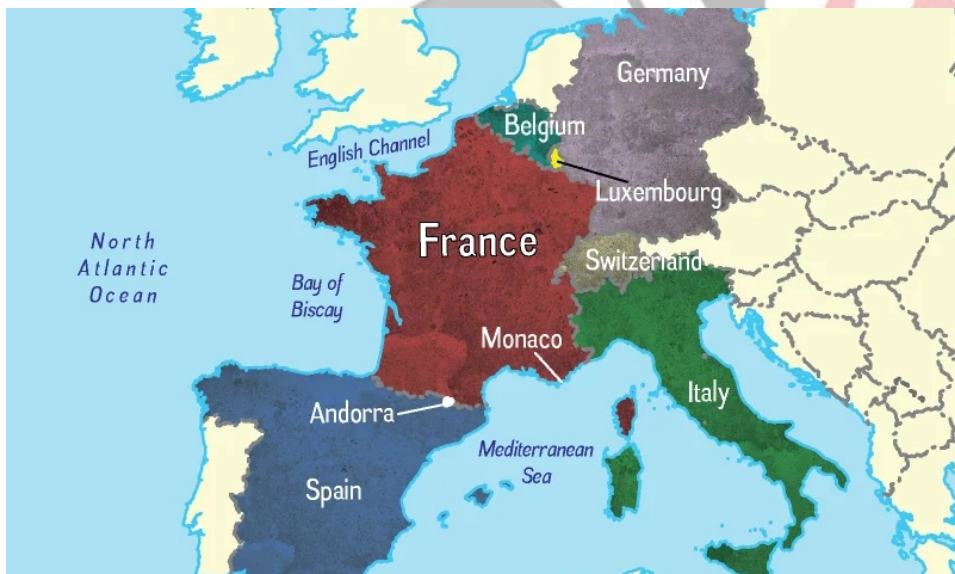 Germany
Belgium
English Channel
Luxembourg
France
North
Atlantic
Ocean
Switzerland
Bay of
Biscay
Monaco
Italy
Andorra
Mediterranean
Sea
Spain